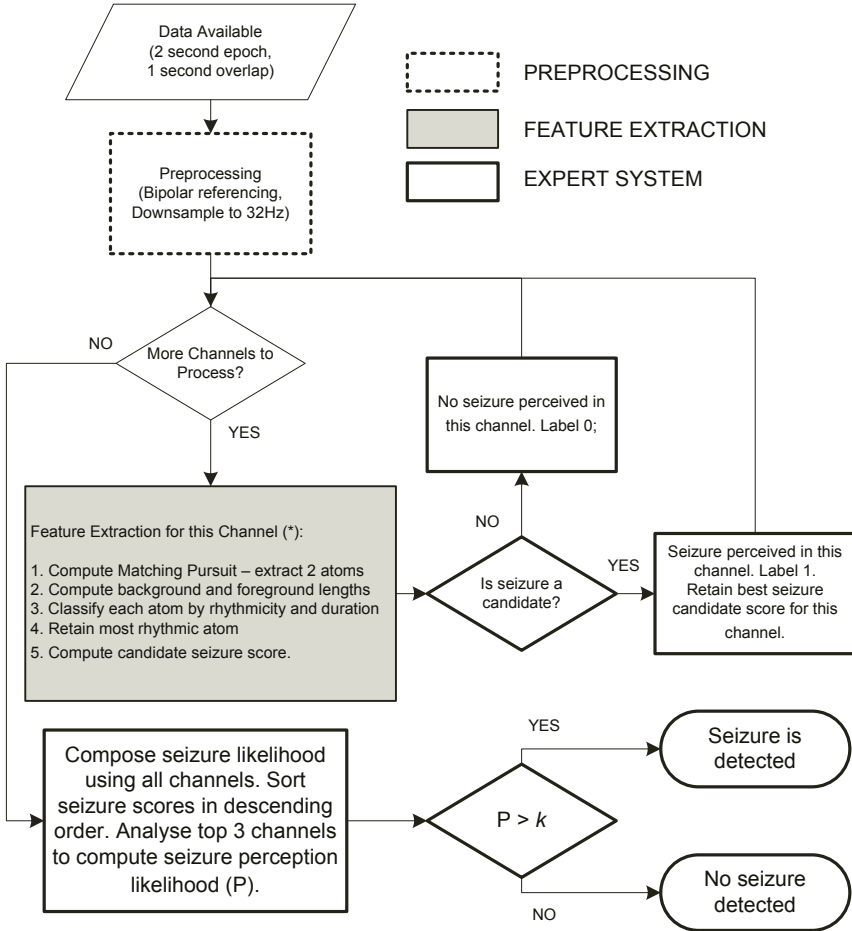 Data Available
(2 second epoch,
1 second overlap)
PREPROCESSING
FEATURE EXTRACTION
EXPERT SYSTEM
Preprocessing
(Bipolar referencing,
Downsample to 32Hz)
NO
More Channels to
Process?
YES
No seizure perceived in
this channel. Label 0;
Feature Extraction for this Channel (*):
1. Compute Matching Pursuit – extract 2 atoms
2. Compute background and foreground lengths
3. Classify each atom by rhythmicity and duration
4. Retain most rhythmic atom
5. Compute candidate seizure score.
NO
Is seizure a
candidate?
YES
Seizure perceived in this
channel. Label 1.
Retain best seizure
candidate score for this
channel.
Compose seizure likelihood
using all channels. Sort
seizure scores in descending
order. Analyse top 3 channels
to compute seizure perception
likelihood (P).
P > k
YES
Seizure is
detected
NO
No seizure
detected